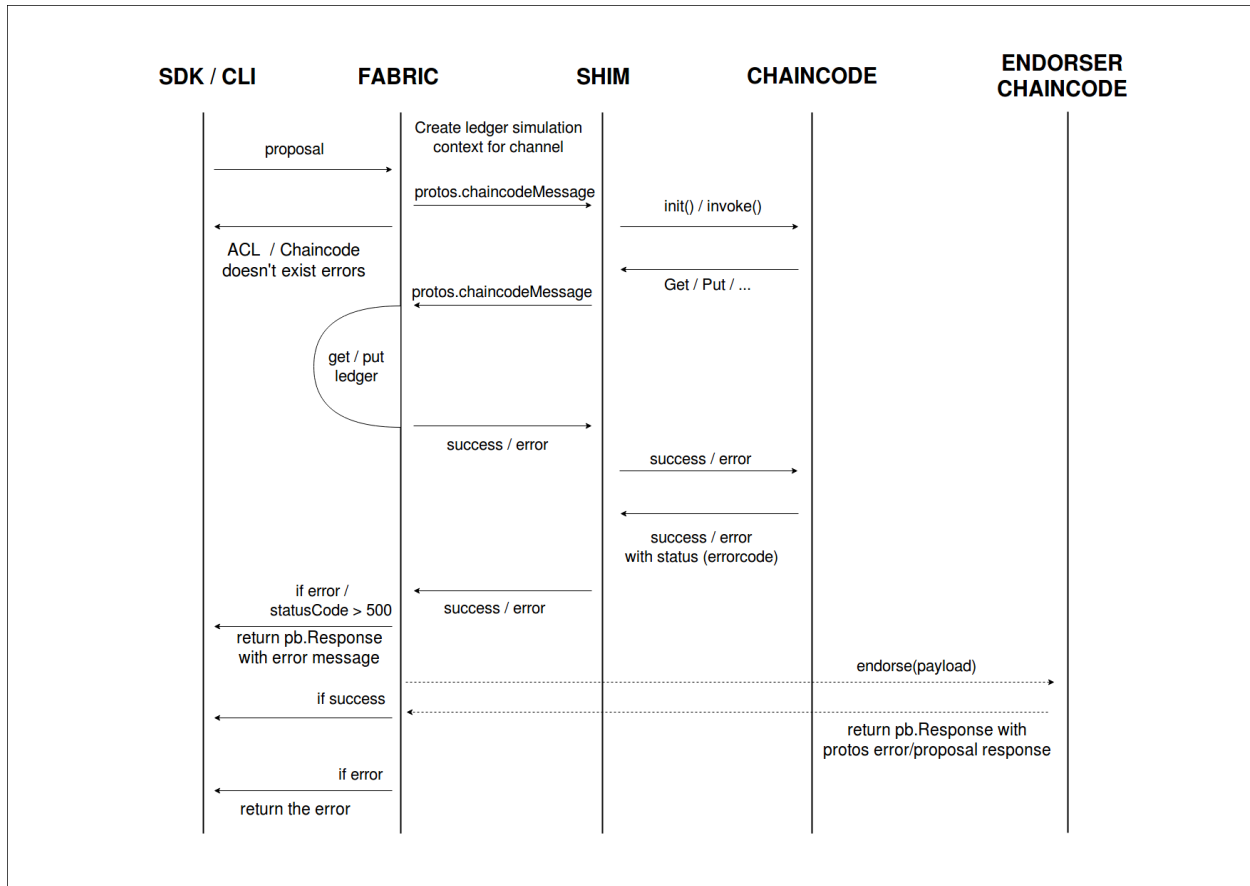 SDK / CLI
FABRIC
SHIM
CHAINCODE
ENDORSER
CHAINCODE
Create ledger simulation
context for channel
proposal
protos.chaincodeMessage
init() / invoke()
ACL / Chaincode
doesn't exist errors
Get / Put / ...
protos.chaincodeMessage
get / put
ledger
success / error
success / error
success / error
with status (errorcode)
if error /
statusCode > 500
success / error
return pb.Response
with error message
endorse(payload)
if success
return pb.Response with
protos error/proposal response
if error
return the error